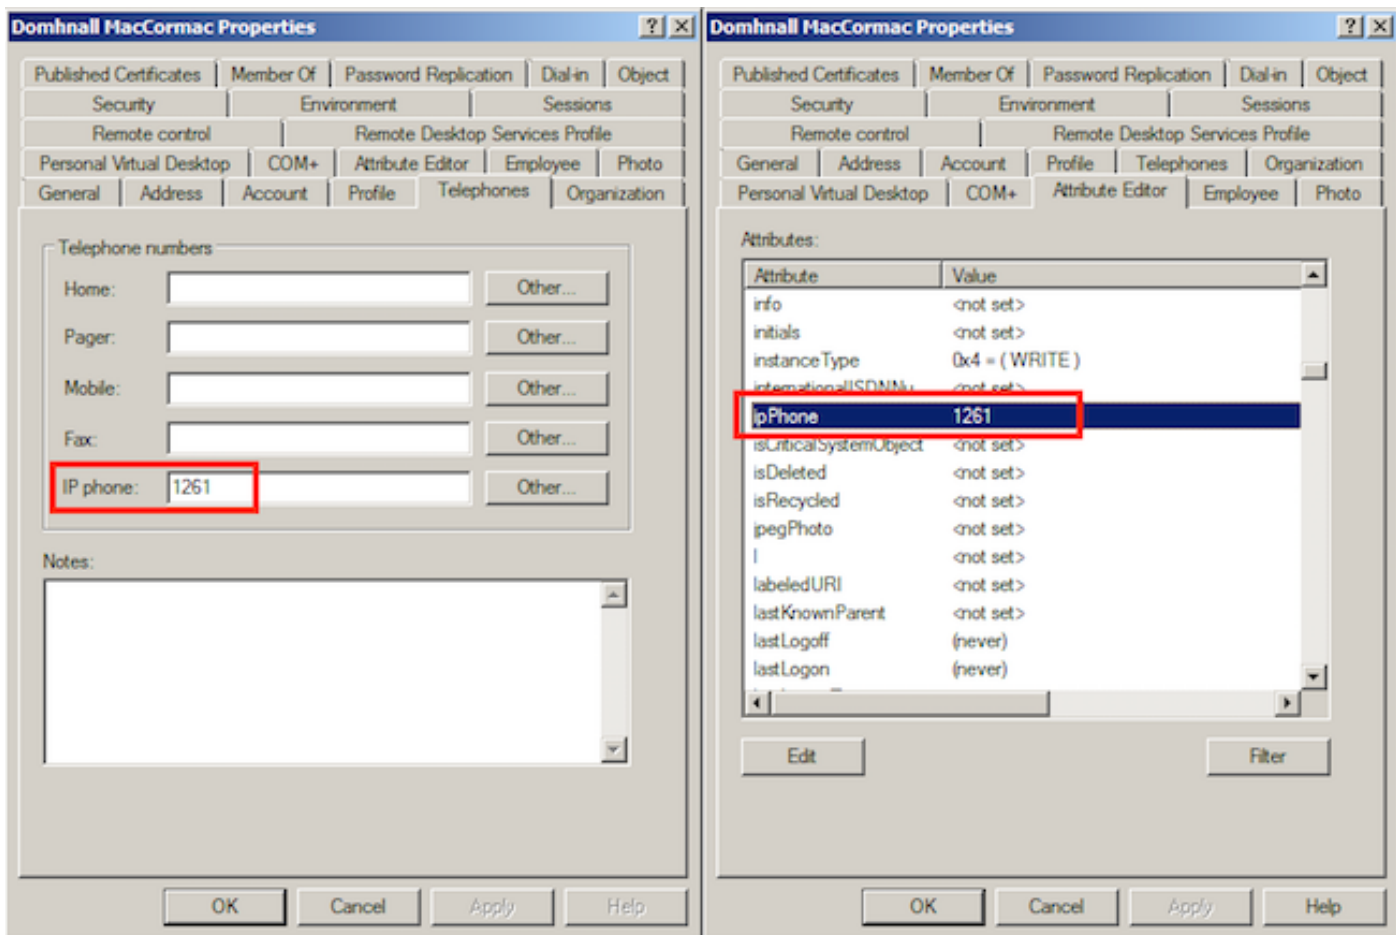 Domhnall MacCormac Properties
Published Certificates Member Of Password Replication Dial-in Object
Security Environment Sessions
Remote control Remote Desktop Services Profile
Personal Virtual Desktop COM+ Attribute Editor Employee Photo
General Address Account Profile Telephones Organization
Telephone numbers
Home: Other...
Pager: Other...
Mobile: Other...
Fax: Other...
IP phone: 1261 Other...
Notes:
OK Cancel Apply Help
Domhnall MacCormac Properties
Published Certificates Member Of Password Replication Dial-in Object
Security Environment Sessions
Remote control Remote Desktop Services Profile
General Address Account Profile Telephones Organization
Personal Virtual Desktop COM+ Attribute Editor Employee Photo
Attributes:
Attribute Value
info <not set>
initials <not set>
instanceType 0x4 = ( WRITE )
internationalISDNNu... <not set>
ipPhone 1261
isCriticalSystemObject <not set>
isDeleted <not set>
isRecycled <not set>
jpegPhoto <not set>
l <not set>
labeledURI <not set>
lastKnownParent <not set>
lastLogoff (never)
lastLogon (never)
Edit Filter
OK Cancel Apply Help